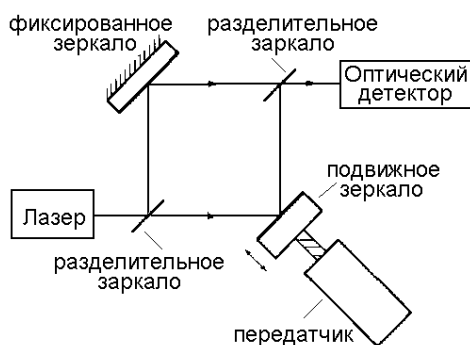 фиксированное
зеркало
разделительное
заркало
Оптический
детектор
подвижное
зеркало
Лазер
разделительное
заркало
передатчик